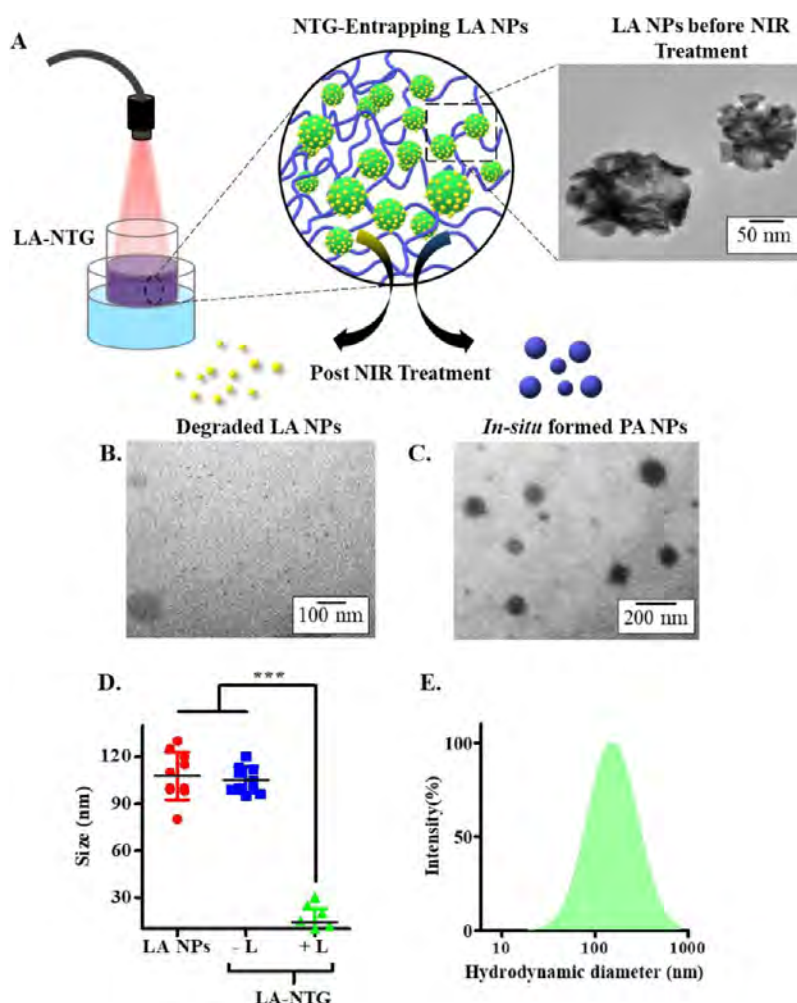 A
NTG-Entrapping LA NPs
LA NPs before NIR
Treatment
LA-NTG
50 nm
Post NIR Treatment
Degraded LA NPs
In-situ formed PA NPs
B.
C.
100 nm
200 nm
D.
E.
***
Size (nm)
120
90
60
30
LA NPs
- L
+ L
LA-NTG
Intensity(%)
100
50
0
10
100
1000
Hydrodynamic diameter (nm)